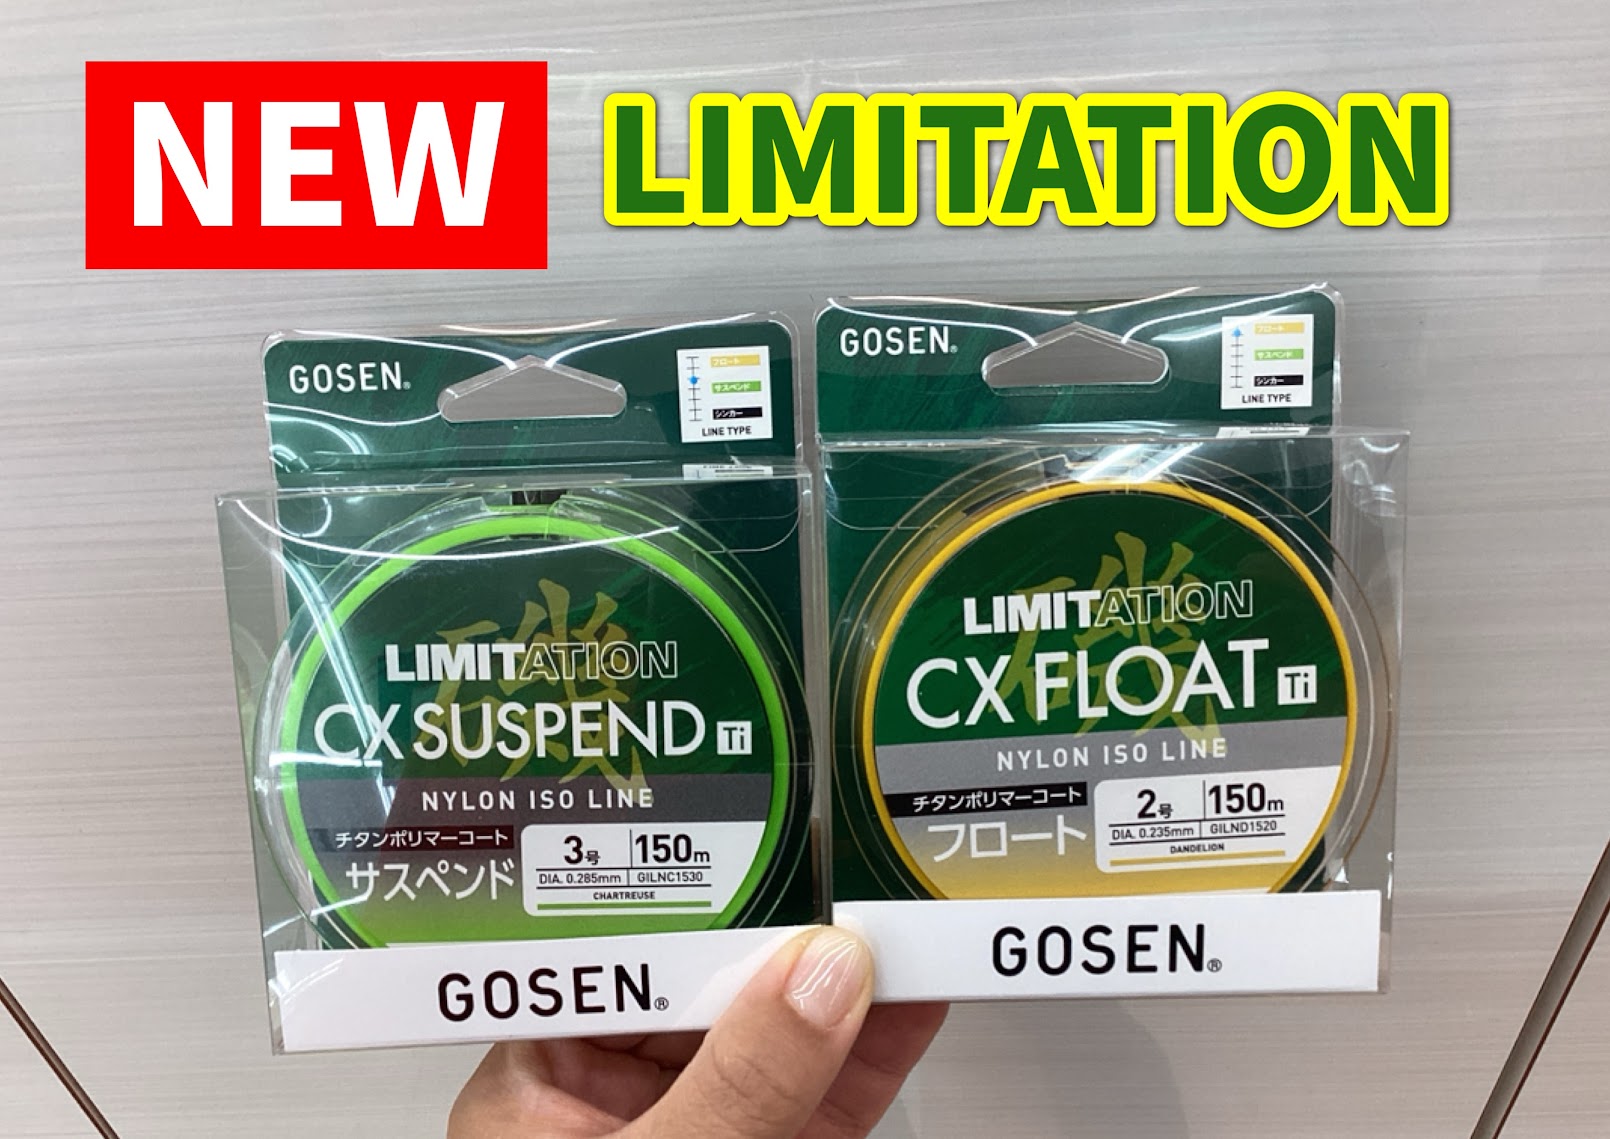 NEW LIMITATION
GOSEN®
フロート
サスペンド
シンカー
LINE TYPE
LIMITATION
CX SUSPEND Ti
NYLON ISO LINE
チタンポリマーコート
サスペンド
3号 150m
DIA. 0.285mm GILNC1530
CHARTREUSE
GOSEN®
GOSEN®
フロート
サスペンド
シンカー
LINE TYPE
磯
LIMITATION
CX FLOAT Ti
NYLON ISO LINE
チタンポリマーコート
フロート
2号 150m
DIA. 0.235mm GILND1520
DANDELION
GOSEN®
磯